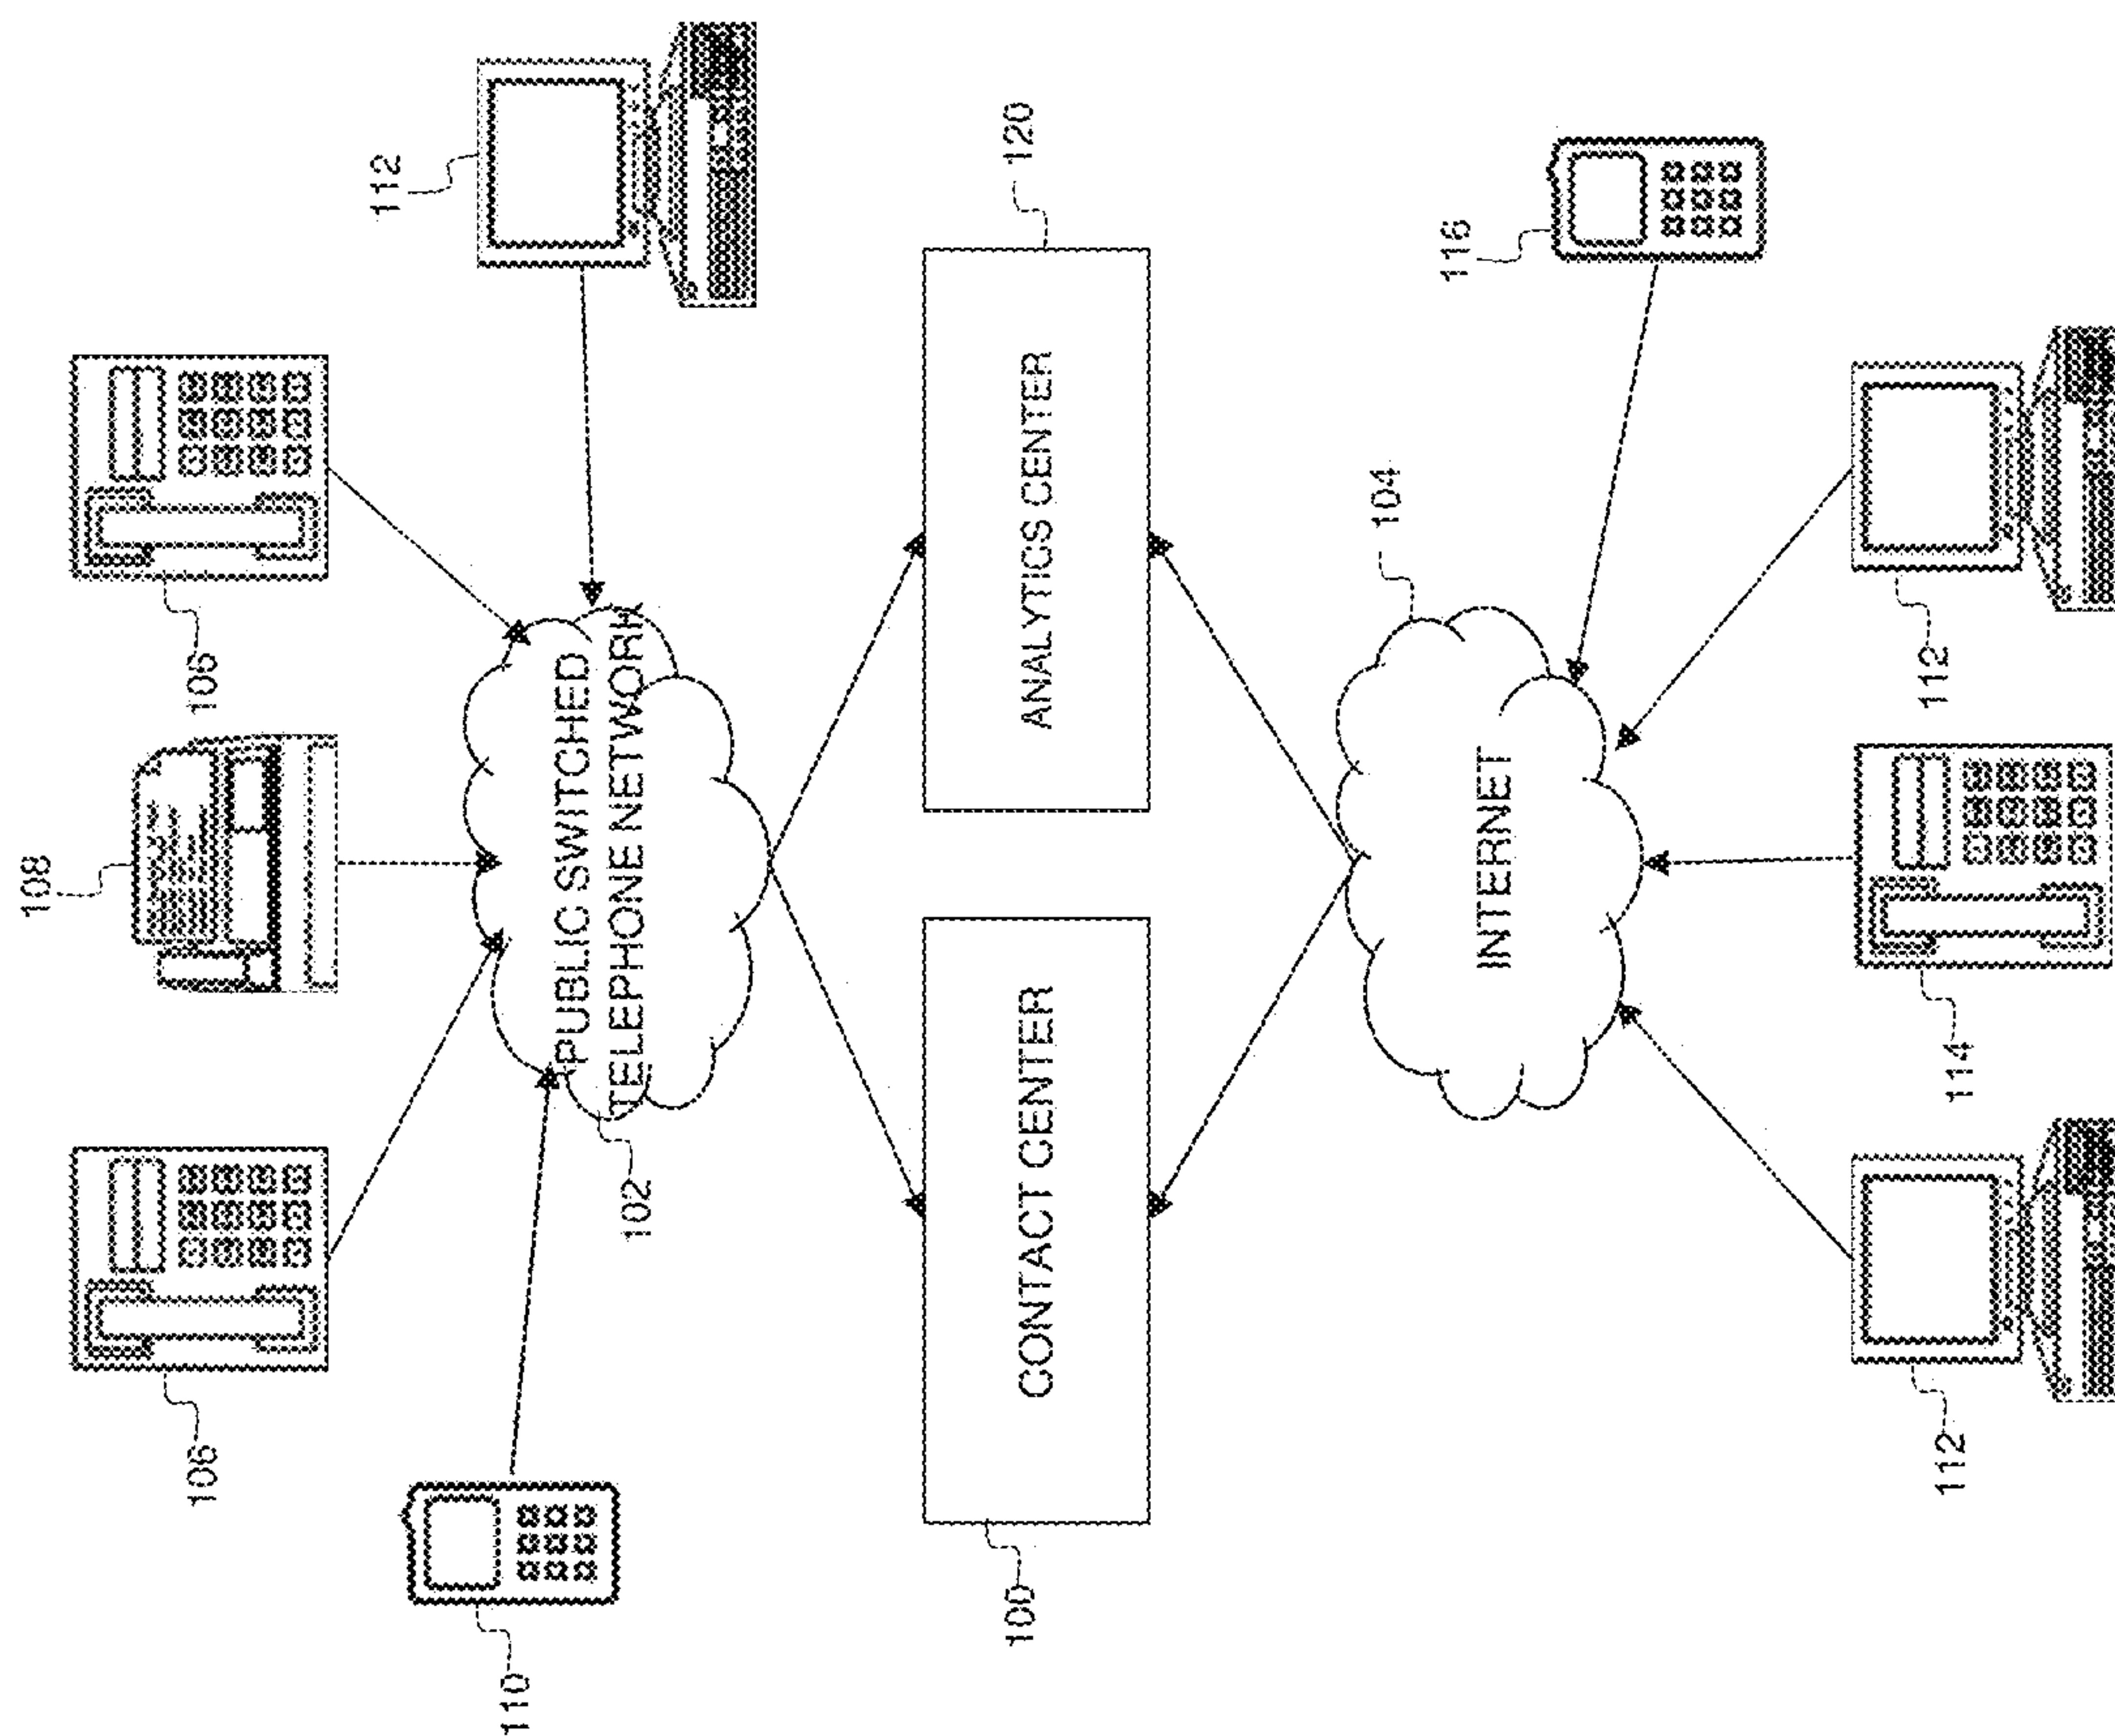 108
106
106
112
110
PUBLIC SWITCHED
TELEPHONE NETWORK
102
100
120
CONTACT CENTER
ANALYTICS CENTER
104
116
INTERNET
112
114
112